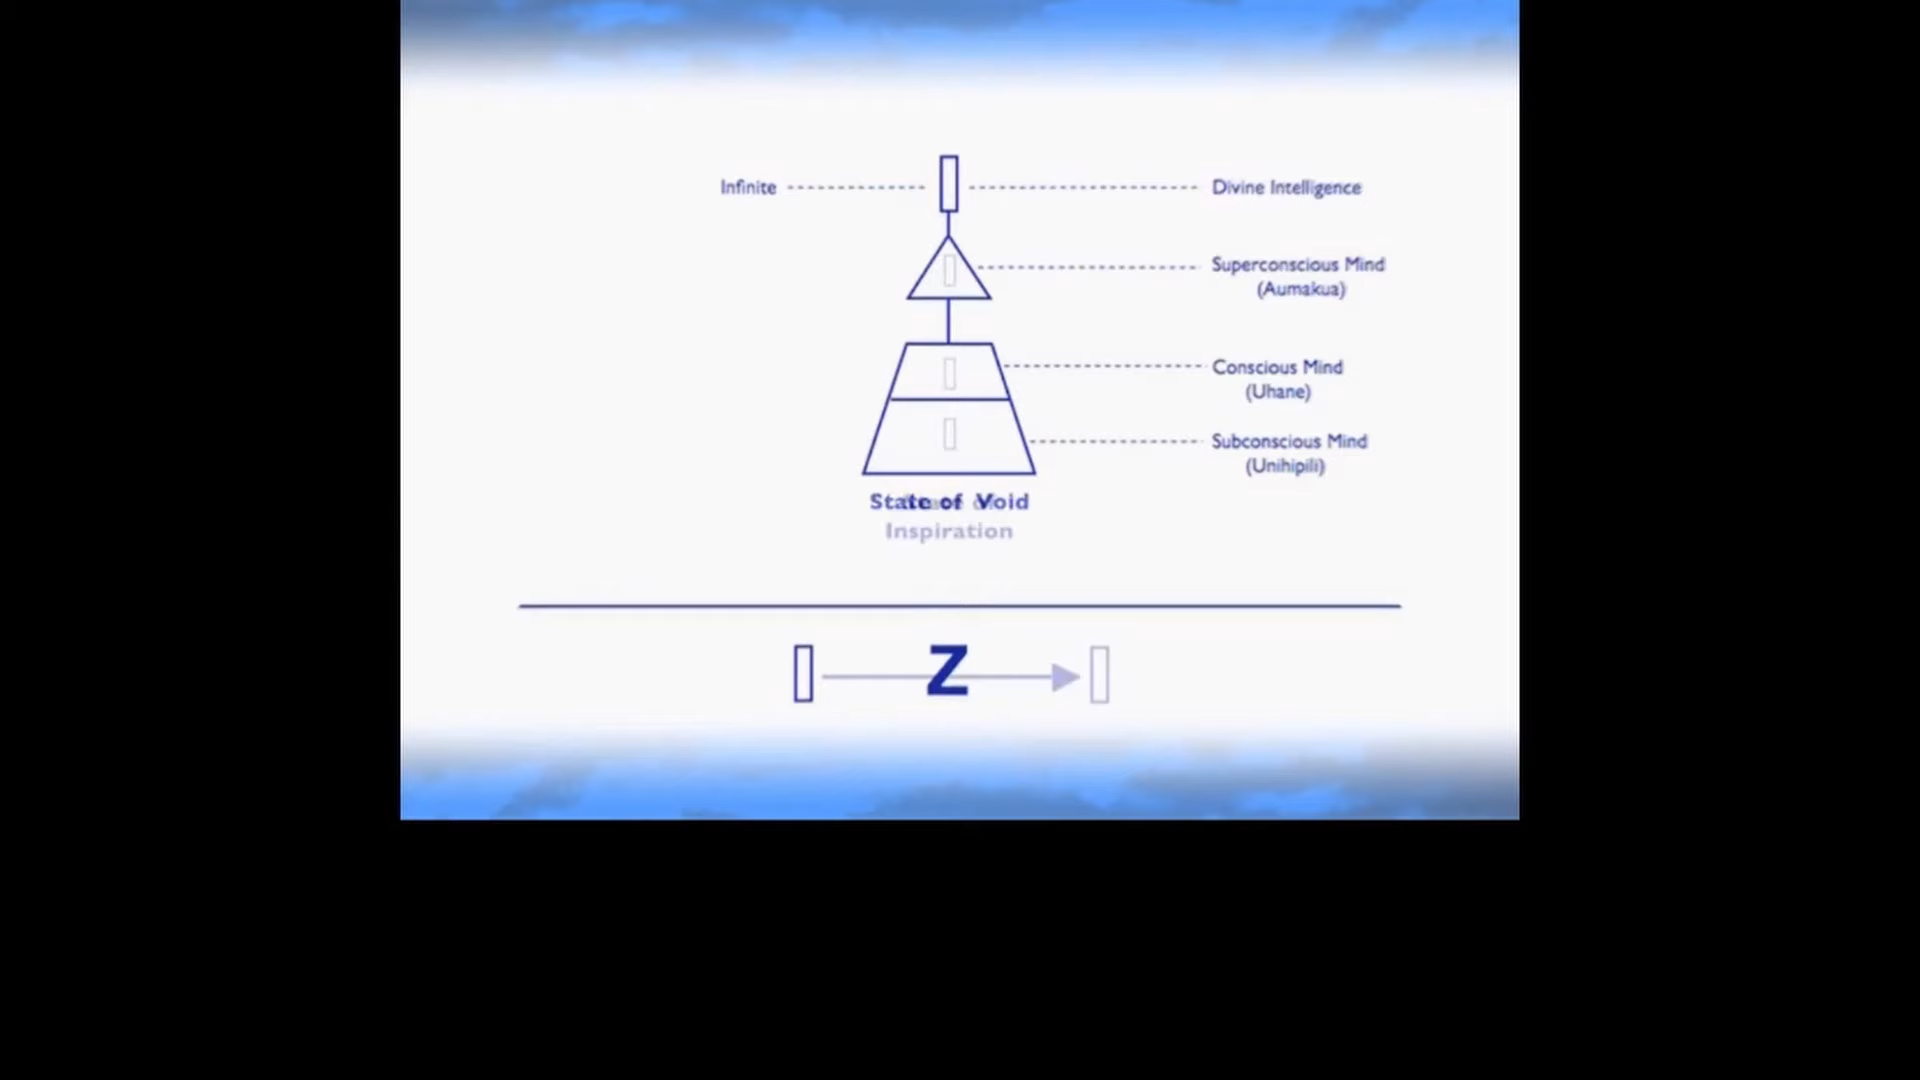 Infinite
Divine Intelligence
Superconscious Mind
(Aumakua)
Conscious Mind
(Uhane)
Subconscious Mind
(Unihipili)
State of Void
Inspiration
Z